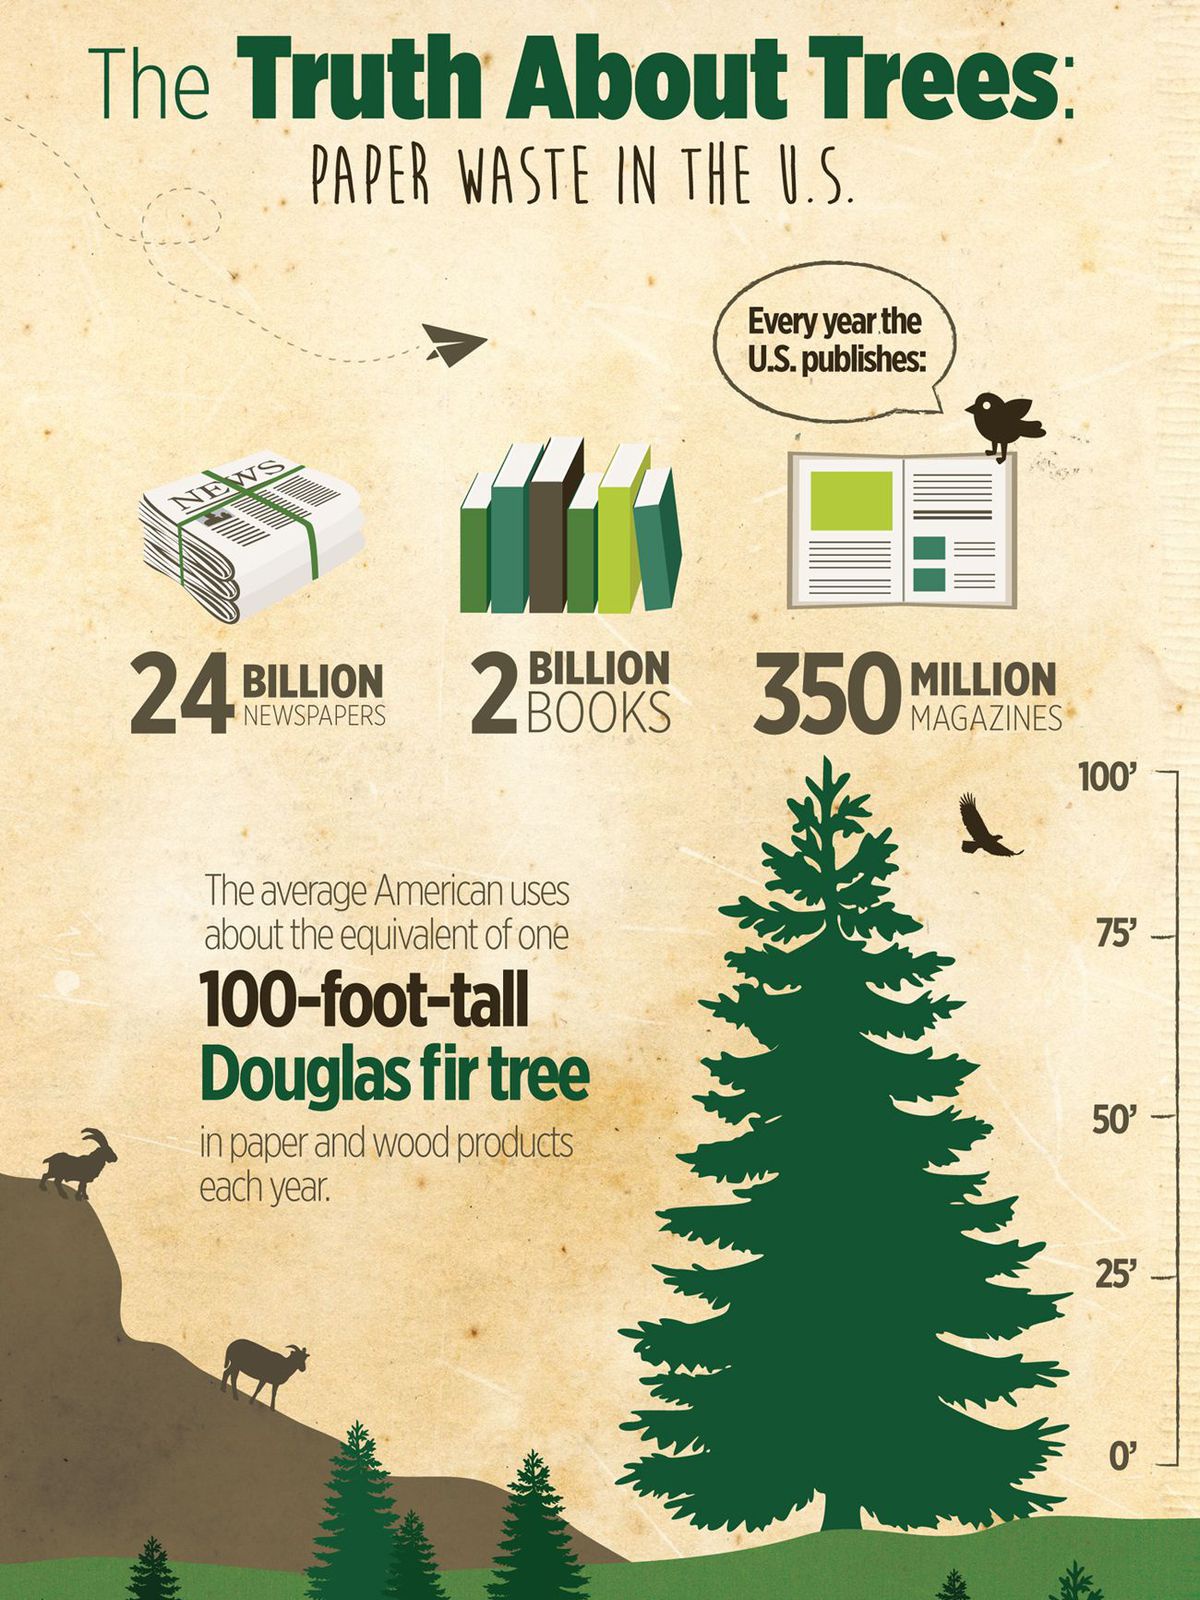 The Truth About Trees:
PAPER WASTE IN THE U.S.
Every year the
U.S. publishes:
NEWS
24 BILLION
NEWSPAPERS
2 BILLION
BOOKS
350 MILLION
MAGAZINES
The average American uses
about the equivalent of one
100-foot-tall
Douglas fir tree
in paper and wood products
each year.
100’
75’
50’
25’
0’